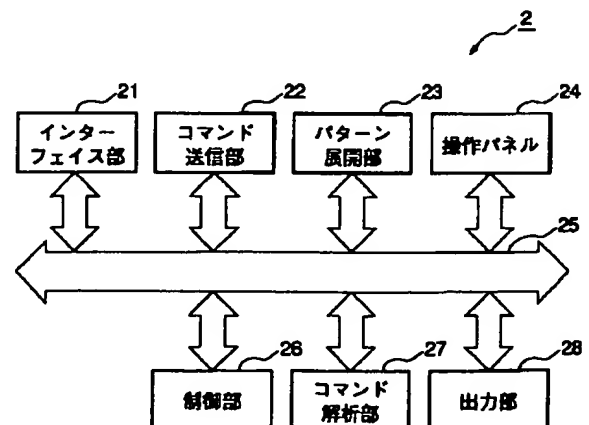 2
21
22
23
24
インター
フェイス部
コマンド
送信部
パターン
展開部
操作パネル
25
26
27
28
制御部
コマンド
解析部
出力部